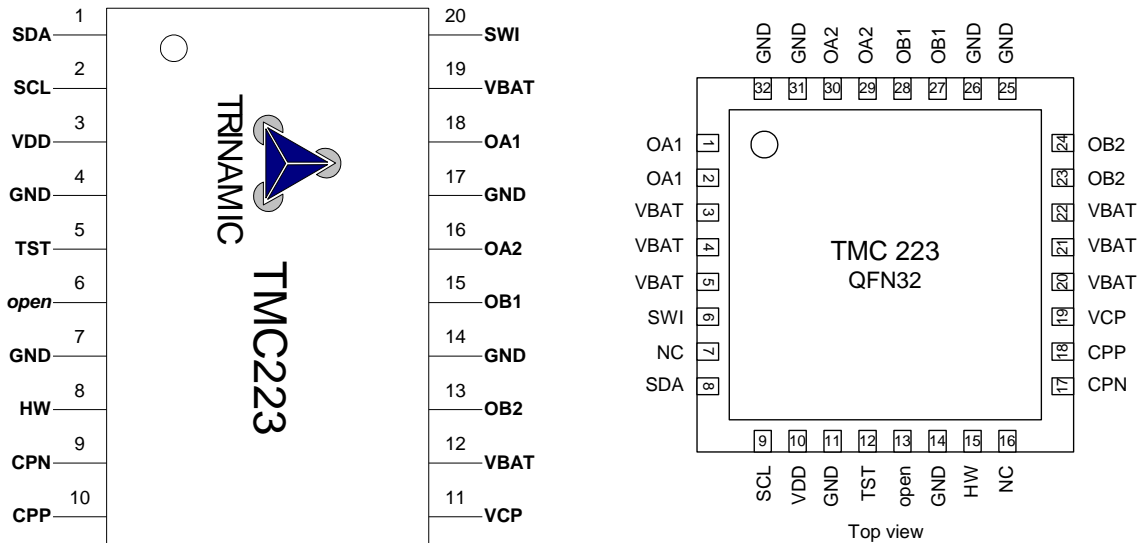 1
SDA
2
SCL
3
VDD
4
GND
5
TST
6
open
7
GND
8
HW
9
CPN
10
CPP
TRINAMIC
TMC223
20
SWI
19
VBAT
18
OA1
17
GND
16
OA2
15
OB1
14
GND
13
OB2
12
VBAT
11
VCP
GND GND OA2 OA2 OB1 OB1 GND GND
32 31 30 29 28 27 26 25
OA1 1
OA1 2
VBAT 3
VBAT 4
VBAT 5
SWI 6
NC 7
SDA 8
TMC 223
QFN32
24 OB2
23 OB2
22 VBAT
21 VBAT
20 VBAT
19 VCP
18 CPP
17 CPN
9 10 11 12 13 14 15 16
SCL VDD GND TST open GND HW NC
Top view